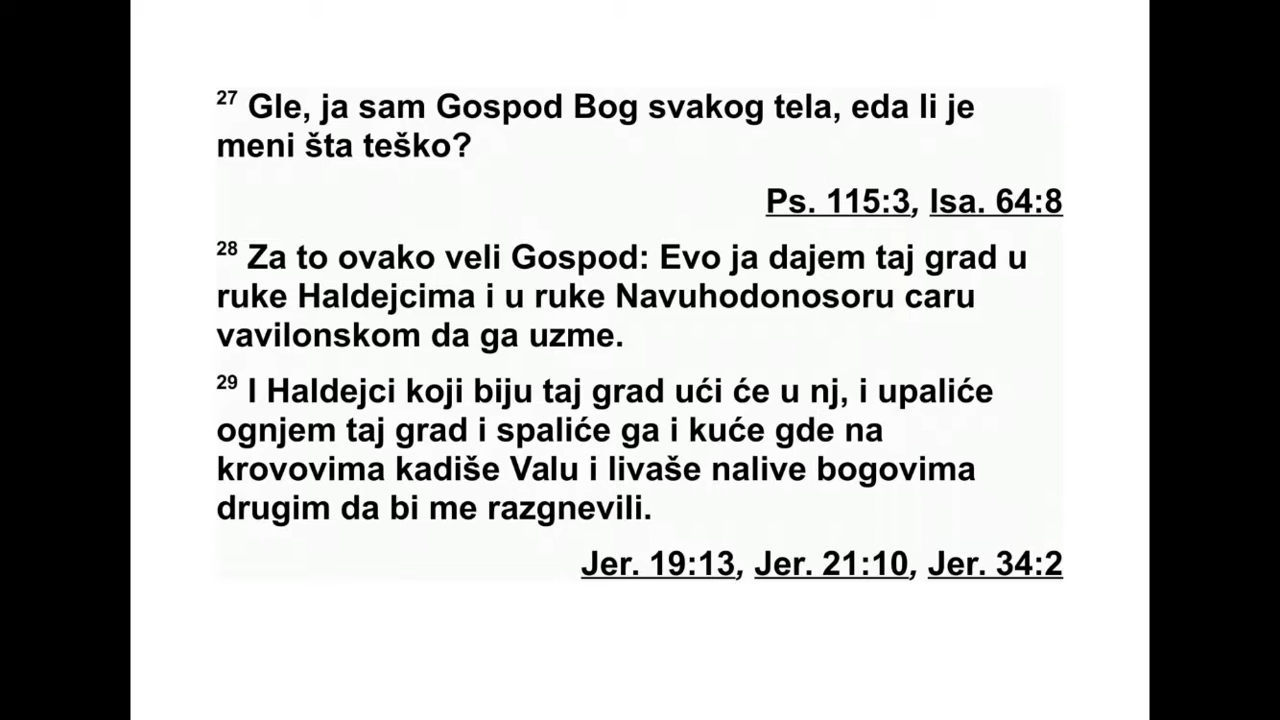 27 Gle, ja sam Gospod Bog svakog tela, eda li je
meni šta teško?
Ps. 115:3, Isa. 64:8
28 Za to ovako veli Gospod: Evo ja dajem taj grad u
ruke Haldejcima i u ruke Navuhodonosoru caru
vavilonskom da ga uzme.
29 I Haldejci koji biju taj grad ući će u nj, i upaliće
ognjem taj grad i spaliće ga i kuće gde na
krovovima kadiše Valu i livaše nalive bogovima
drugim da bi me razgnevili.
Jer. 19:13, Jer. 21:10, Jer. 34:2